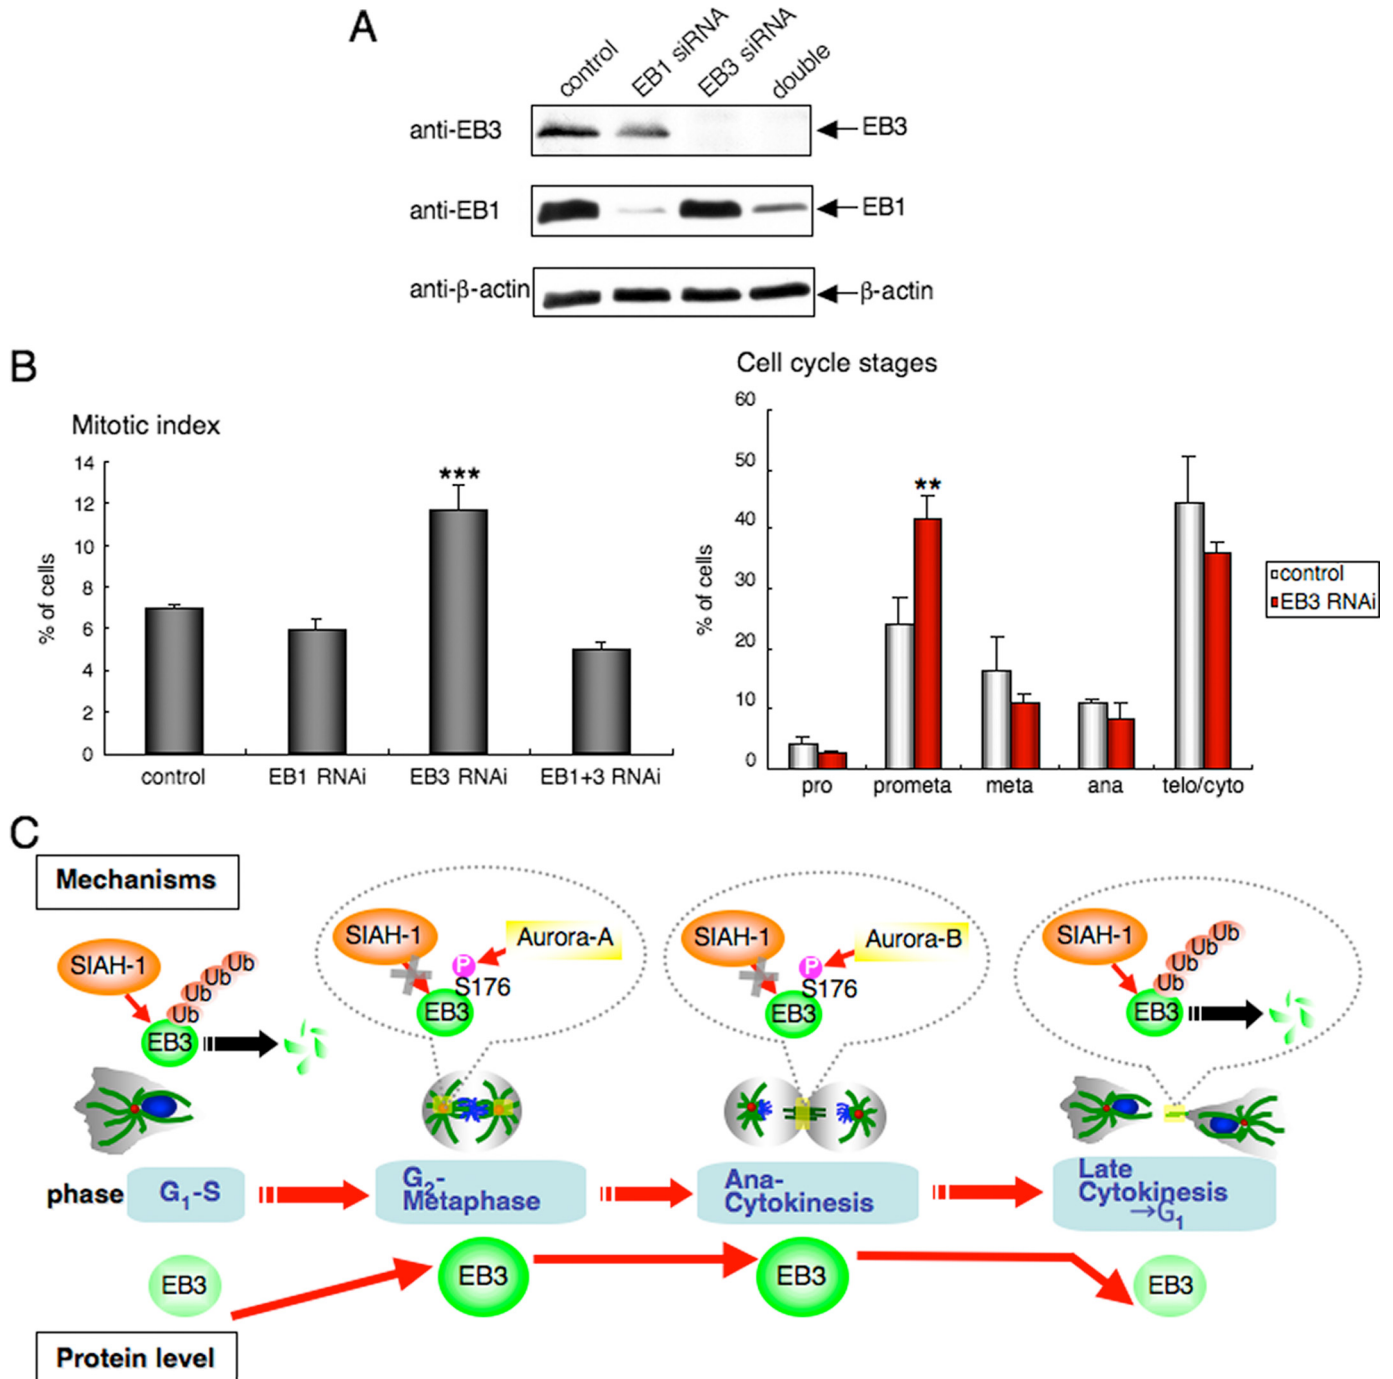 A
control
EB1 siRNA
EB3 siRNA
double
anti-EB3
EB3
anti-EB1
EB1
anti-β-actin
β-actin
B
Mitotic index
14
12
10
8
6
4
2
0
% of cells
***
control
EB1 RNAi
EB3 RNAi
EB1+3 RNAi
Cell cycle stages
60
50
40
30
20
10
0
% of cells
**
pro
prometa
meta
ana
telo/cyto
control
EB3 RNAi
C
Mechanisms
SIAH-1
Ub
Ub
Ub
Ub
EB3
SIAH-1
Aurora-A
P
S176
EB3
SIAH-1
Aurora-B
P
S176
EB3
SIAH-1
Ub
Ub
Ub
Ub
EB3
phase
G₁-S
G₂-
Metaphase
Ana-
Cytokinesis
Late
Cytokinesis
→G₁
EB3
EB3
EB3
EB3
Protein level